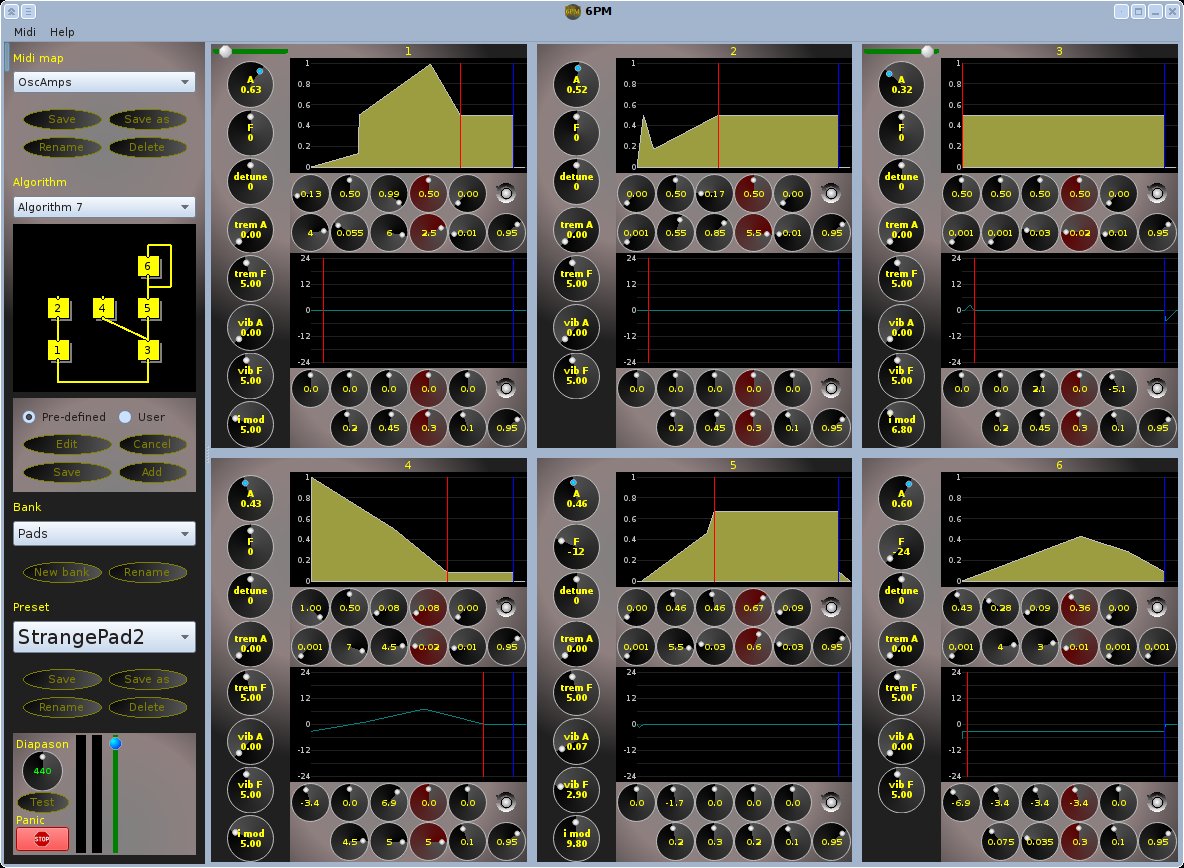 6PM
Midi Help
Midi map
OscAmps
Save Save as
Rename Delete
Algorithm
Algorithm 7
6
2 4 5
1 3
Pre-defined User
Edit Cancel
Save Add
Bank
Pads
New bank Rename
Preset
StrangePad2
Save Save as
Rename Delete
Diapason
440
Test
Panic
STOP
1
A
0.63
F
0
detune
0
trem A
0.00
trem F
5.00
vib A
0.00
vib F
5.00
i mod
5.00
1
0.8
0.6
0.4
0.2
0
0.13 0.50 0.99 0.50 0.00
4 0.055 6 2.5 0.01 0.95
24
12
0
-12
-24
0.0 0.0 0.0 0.0 0.0
0.2 0.45 0.3 0.1 0.95
2
A
0.52
F
0
detune
0
trem A
0.00
trem F
5.00
vib A
0.00
vib F
5.00
1
0.8
0.6
0.4
0.2
0
0.00 0.50 0.17 0.50 0.00
0.001 0.55 0.85 5.5 0.01 0.95
24
12
0
-12
-24
0.0 0.0 0.0 0.0 0.0
0.2 0.45 0.3 0.1 0.95
3
A
0.32
F
0
detune
0
trem A
0.00
trem F
5.00
vib A
0.00
vib F
5.00
i mod
6.80
1
0.8
0.6
0.4
0.2
0
0.50 0.50 0.50 0.50 0.00
0.001 0.001 0.03 0.02 0.01 0.95
24
12
0
-12
-24
0.0 0.0 2.1 0.0 -5.1
0.2 0.45 0.3 0.1 0.95
4
A
0.43
F
0
detune
0
trem A
0.00
trem F
5.00
vib A
0.00
vib F
5.00
i mod
5.00
1
0.8
0.6
0.4
0.2
0
1.00 0.50 0.08 0.08 0.00
0.001 7 4.5 0.02 0.01 0.95
24
12
0
-12
-24
-3.4 0.0 6.9 0.0 0.0
4.5 5 5 0.1 0.95
5
A
0.46
F
-12
detune
0
trem A
0.00
trem F
5.00
vib A
0.07
vib F
2.90
i mod
9.80
1
0.8
0.6
0.4
0.2
0
0.00 0.46 0.46 0.67 0.09
0.001 5.5 0.03 0.6 0.03 0.95
24
12
0
-12
-24
0.0 -1.7 0.0 0.0 0.0
0.2 0.2 0.3 0.1 0.95
6
A
0.60
F
-24
detune
0
trem A
0.00
trem F
5.00
vib A
0.00
vib F
5.00
1
0.8
0.6
0.4
0.2
0
0.43 0.28 0.09 0.36 0.00
0.001 4 3 0.01 0.001 0.001
24
12
0
-12
-24
-6.9 -3.4 -3.4 -3.4 0.0
0.075 0.035 0.3 0.1 0.95